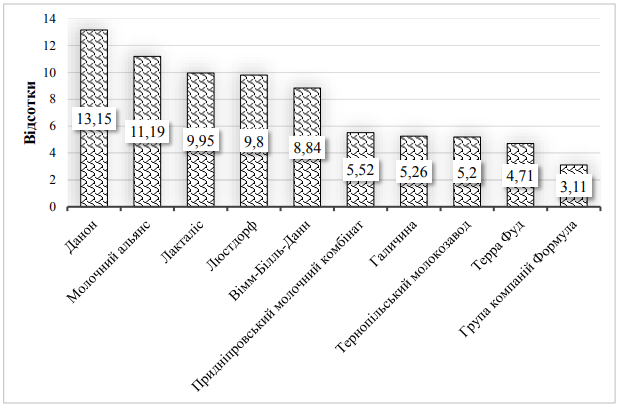 Відсотки
14
12
10
8
6
4
2
0
13,15
11,19
9,95
9,8
8,84
5,52
5,26
5,2
4,71
3,11
Данон
Молочний альянс
Лакталіс
Люстдорф
Вімм-Білль-Данн
Придніпровський молочний комбінат
Галичина
Тернопільський молокозавод
Терра Фуд
Група компаній Формула